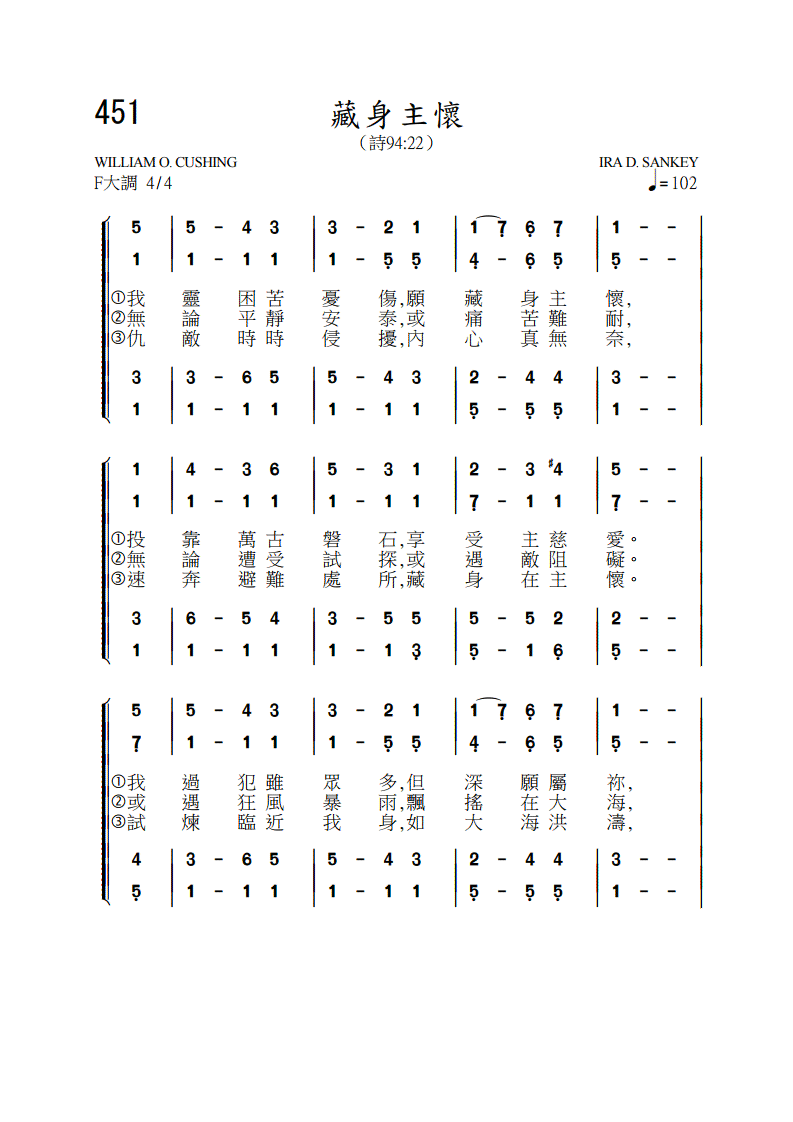 451
藏身主懷
（詩94:22）
WILLIAM O. CUSHING IRA D. SANKEY
F大調 4/4 ♩=102
5 | 5 - 4 3 | 3 - 2 1 | 1 7̣ 6̣ 7̣ | 1 - - |
1 | 1 - 1 1 | 1 - 5̣ 5̣ | 4̣ - 6̣ 5̣ | 5̣ - - |
①我 靈 困苦 憂 傷,願 藏 身主 懷,
②無 論 平靜 安 泰,或 痛 苦難 耐,
③仇 敵 時時 侵 擾,內 心 真無 奈,
3 | 3 - 6 5 | 5 - 4 3 | 2 - 4 4 | 3 - - |
1 | 1 - 1 1 | 1 - 1 1 | 5̣ - 5̣ 5̣ | 1 - - |
1 | 4 - 3 6 | 5 - 3 1 | 2 - 3 ♯4 | 5 - - |
1 | 1 - 1 1 | 1 - 1 1 | 7̣ - 1 1 | 7̣ - - |
①投 靠 萬古 磐 石,享 受 主慈 愛。
②無 論 遭受 試 探,或 遇 敵阻 礙。
③速 奔 避難 處 所,藏 身 在主 懷。
3 | 6 - 5 4 | 3 - 5 5 | 5 - 5 2 | 2 - - |
1 | 1 - 1 1 | 1 - 1 3̣ | 5̣ - 1 6̣ | 5̣ - - |
5 | 5 - 4 3 | 3 - 2 1 | 1 7̣ 6̣ 7̣ | 1 - - |
7̣ | 1 - 1 1 | 1 - 5̣ 5̣ | 4̣ - 6̣ 5̣ | 5̣ - - |
①我 過 犯雖 眾 多,但 深 願屬 祢,
②或 遇 狂風 暴 雨,飄 搖 在大 海,
③試 煉 臨近 我 身,如 大 海洪 濤,
4 | 3 - 6 5 | 5 - 4 3 | 2 - 4 4 | 3 - - |
5̣ | 1 - 1 1 | 1 - 1 1 | 5̣ - 5̣ 5̣ | 1 - - |